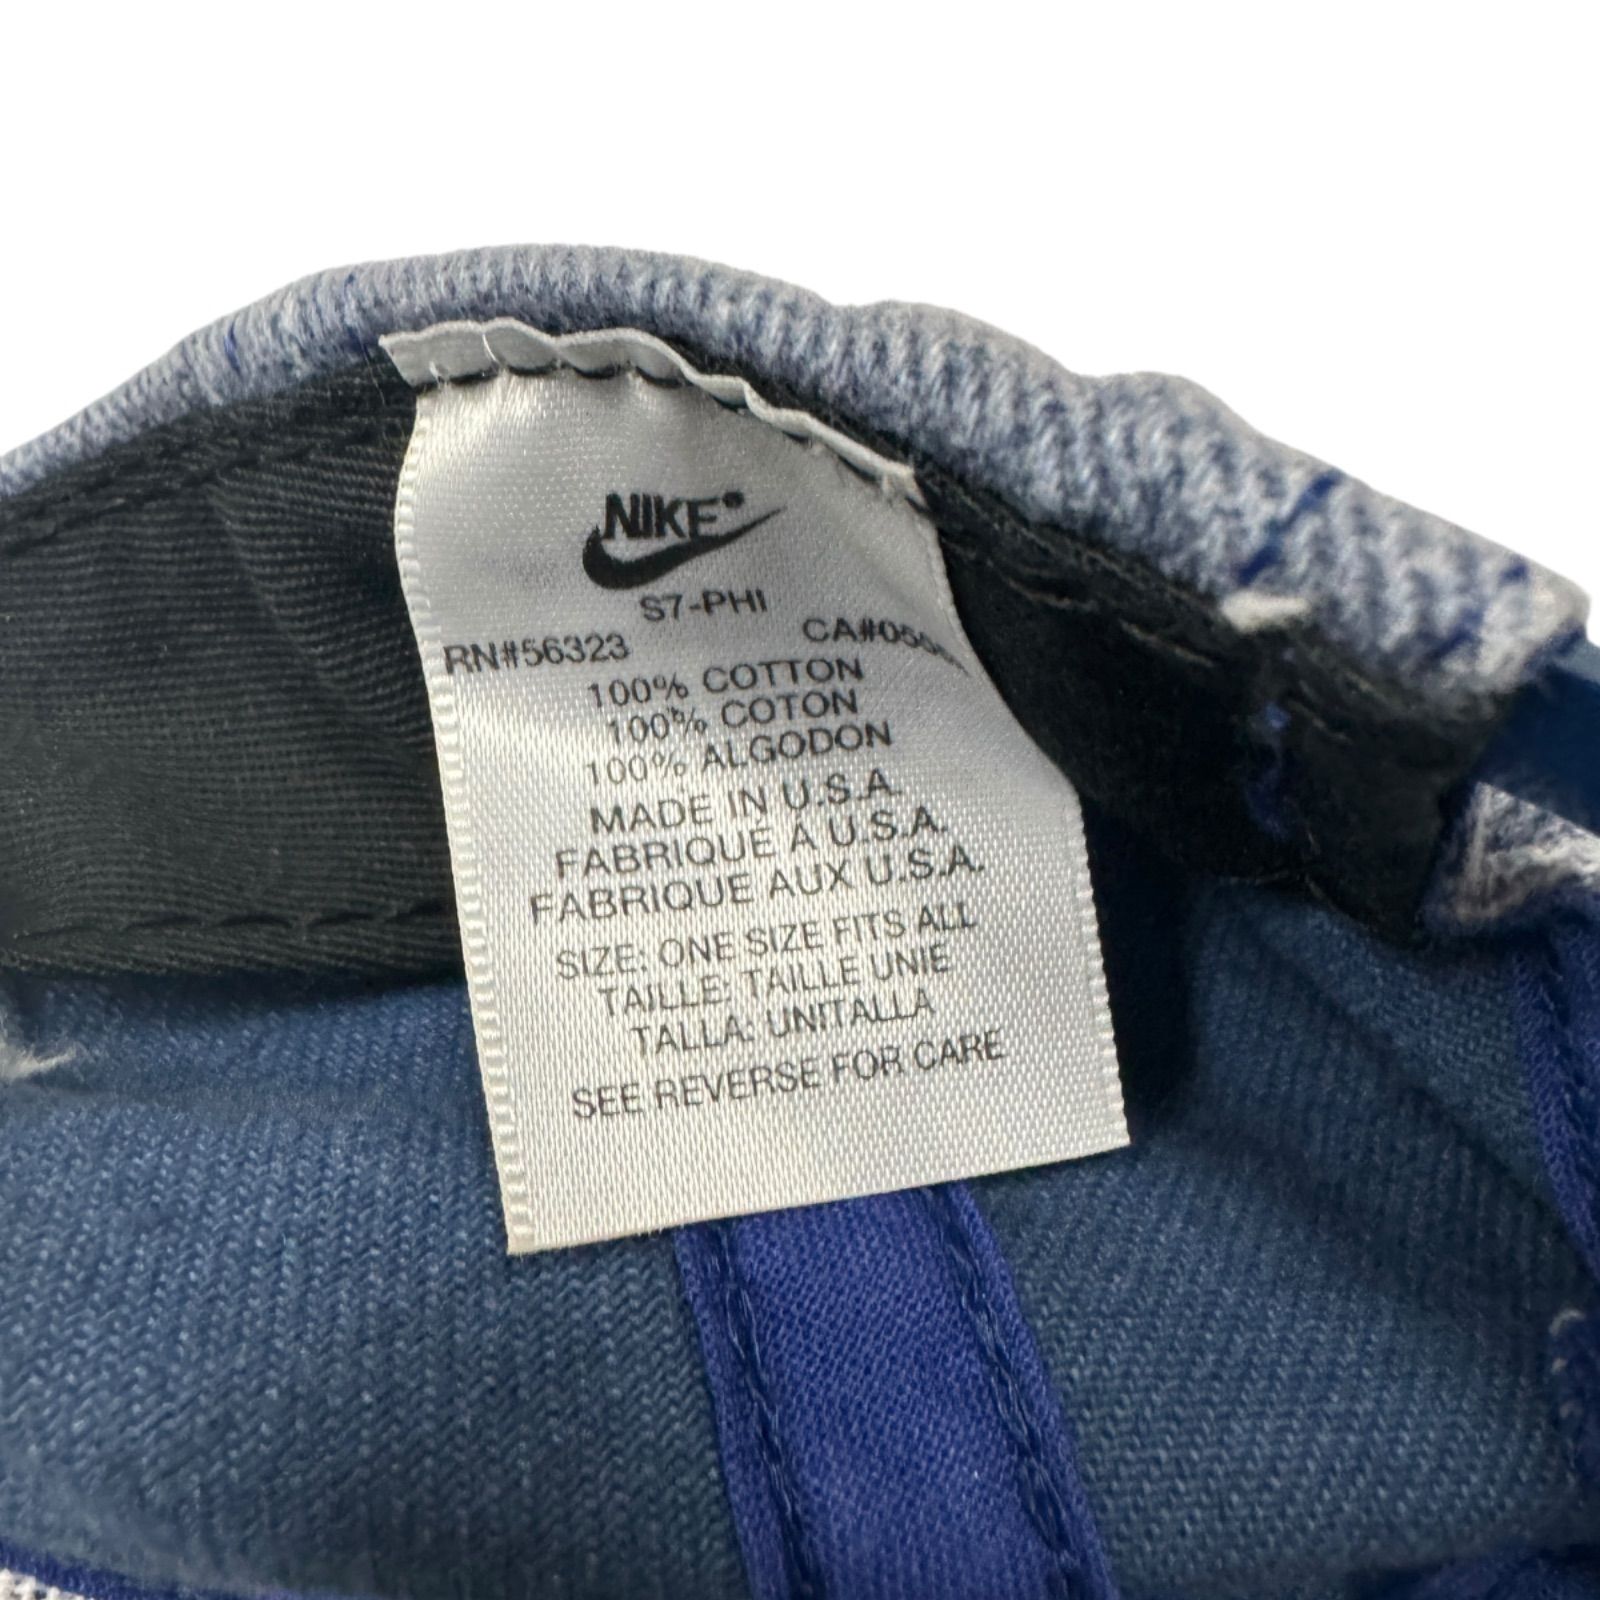 NIKE
S7-PHI
RN#56323
100% COTTON
100% COTON
100% ALGODON
MADE IN U.S.A.
FABRIQUE À U.S.A.
FABRIQUE AUX U.S.A.
SIZE: ONE SIZE FITS ALL
TAILLE: TAILLE UNIE
TALLA: UNITALLA
SEE REVERSE FOR CARE